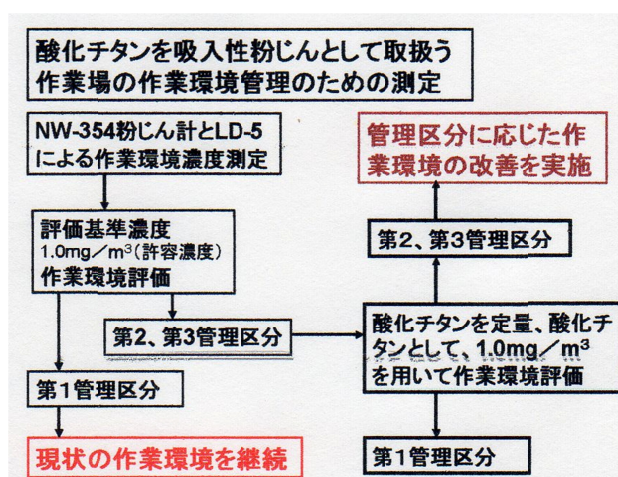 酸化チタンを吸入性粉じんとして取扱う
作業場の作業環境管理のための測定
NW-354粉じん計とLD-5
による作業環境濃度測定
評価基準濃度
1.0mg/m³(許容濃度)
作業環境評価
第2、第3管理区分
第1管理区分
現状の作業環境を継続
管理区分に応じた作
業環境の改善を実施
第2、第3管理区分
酸化チタンを定量、酸化チ
タンとして、1.0mg/m³
を用いて作業環境評価
第1管理区分